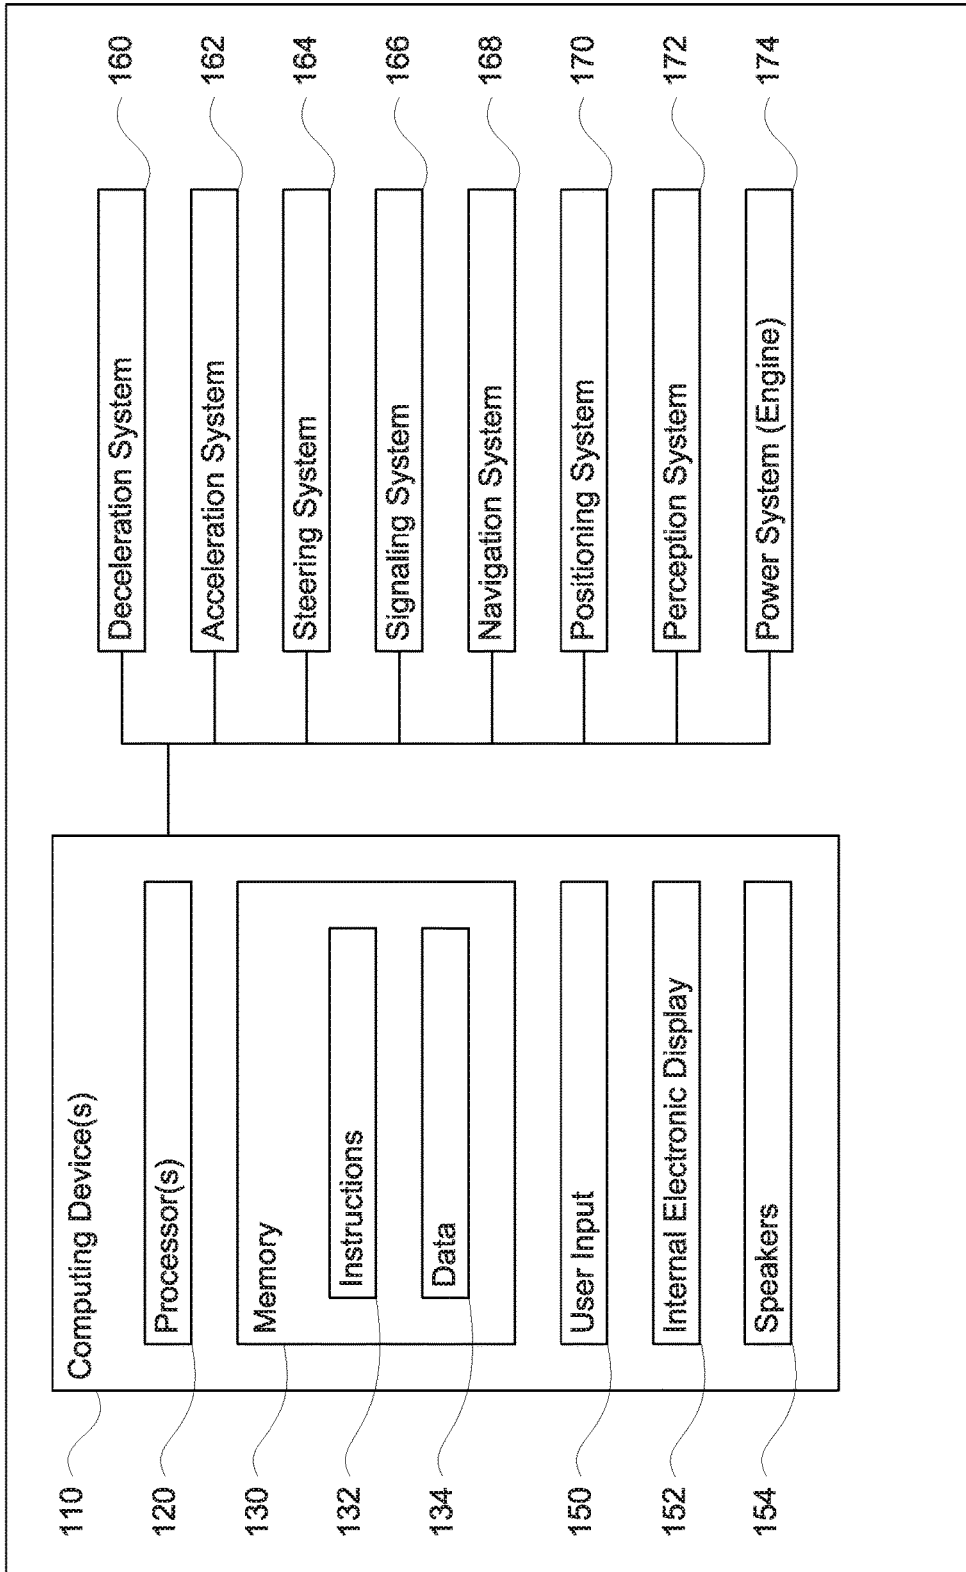 110
Computing Device(s)
120
Processor(s)
130
Memory
132
Instructions
134
Data
150
User Input
152
Internal Electronic Display
154
Speakers
Deceleration System
160
Acceleration System
162
Steering System
164
Signaling System
166
Navigation System
168
Positioning System
170
Perception System
172
Power System (Engine)
174